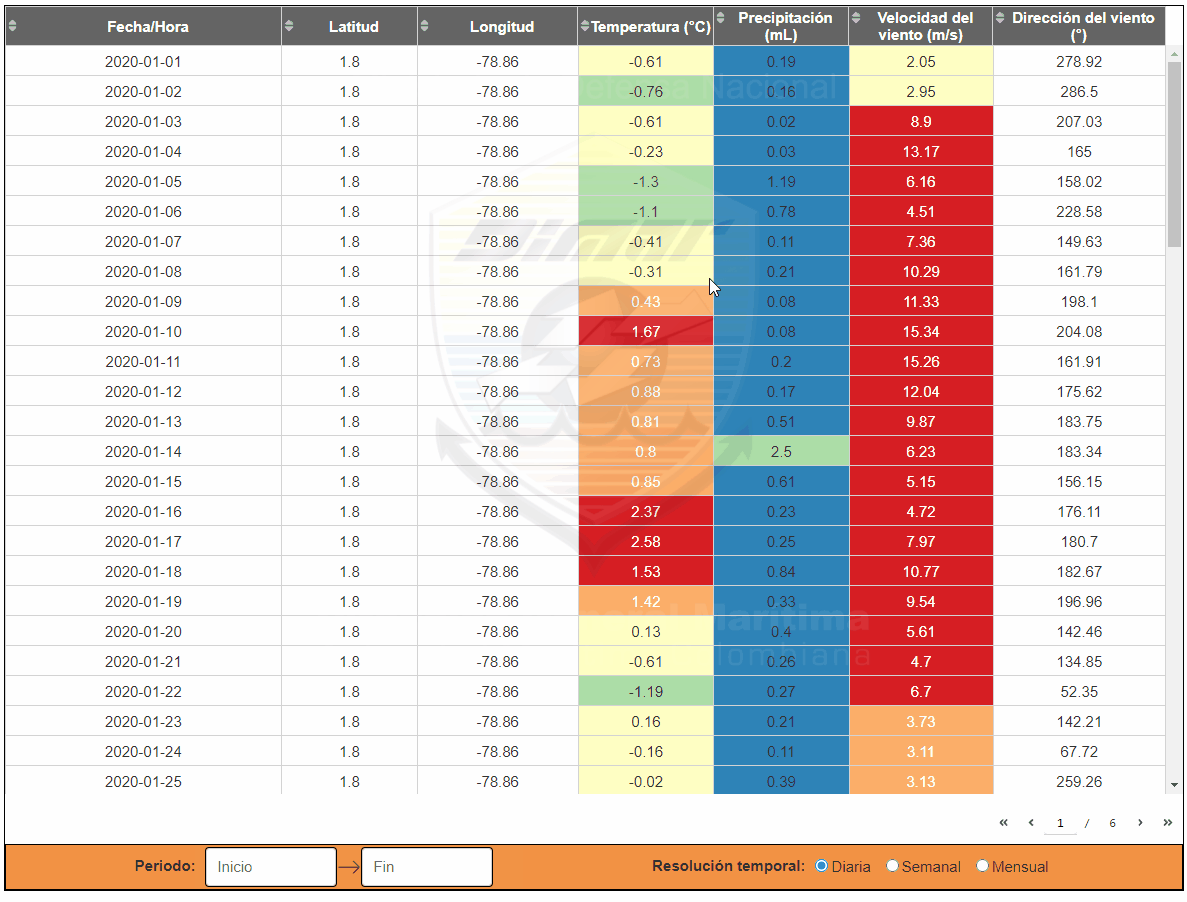 Fecha/Hora Latitud Longitud Temperatura (°C) Precipitación (mL) Velocidad del viento (m/s) Dirección del viento (°)
2020-01-01 1.8 -78.86 -0.61 0.19 2.05 278.92
2020-01-02 1.8 -78.86 -0.76 0.16 2.95 286.5
2020-01-03 1.8 -78.86 -0.61 0.02 8.9 207.03
2020-01-04 1.8 -78.86 -0.23 0.03 13.17 165
2020-01-05 1.8 -78.86 -1.3 1.19 6.16 158.02
2020-01-06 1.8 -78.86 -1.1 0.78 4.51 228.58
2020-01-07 1.8 -78.86 -0.41 0.11 7.36 149.63
2020-01-08 1.8 -78.86 -0.31 0.21 10.29 161.79
2020-01-09 1.8 -78.86 0.43 0.08 11.33 198.1
2020-01-10 1.8 -78.86 1.67 0.08 15.34 204.08
2020-01-11 1.8 -78.86 0.73 0.2 15.26 161.91
2020-01-12 1.8 -78.86 0.88 0.17 12.04 175.62
2020-01-13 1.8 -78.86 0.81 0.51 9.87 183.75
2020-01-14 1.8 -78.86 0.8 2.5 6.23 183.34
2020-01-15 1.8 -78.86 0.85 0.61 5.15 156.15
2020-01-16 1.8 -78.86 2.37 0.23 4.72 176.11
2020-01-17 1.8 -78.86 2.58 0.25 7.97 180.7
2020-01-18 1.8 -78.86 1.53 0.84 10.77 182.67
2020-01-19 1.8 -78.86 1.42 0.33 9.54 196.96
2020-01-20 1.8 -78.86 0.13 0.4 5.61 142.46
2020-01-21 1.8 -78.86 -0.61 0.26 4.7 134.85
2020-01-22 1.8 -78.86 -1.19 0.27 6.7 52.35
2020-01-23 1.8 -78.86 0.16 0.21 3.73 142.21
2020-01-24 1.8 -78.86 -0.16 0.11 3.11 67.72
2020-01-25 1.8 -78.86 -0.02 0.39 3.13 259.26
« ‹ 1 / 6 › »
Periodo: Inicio → Fin Resolución temporal: Diaria Semanal Mensual
Dimar
Nacional
Marítima